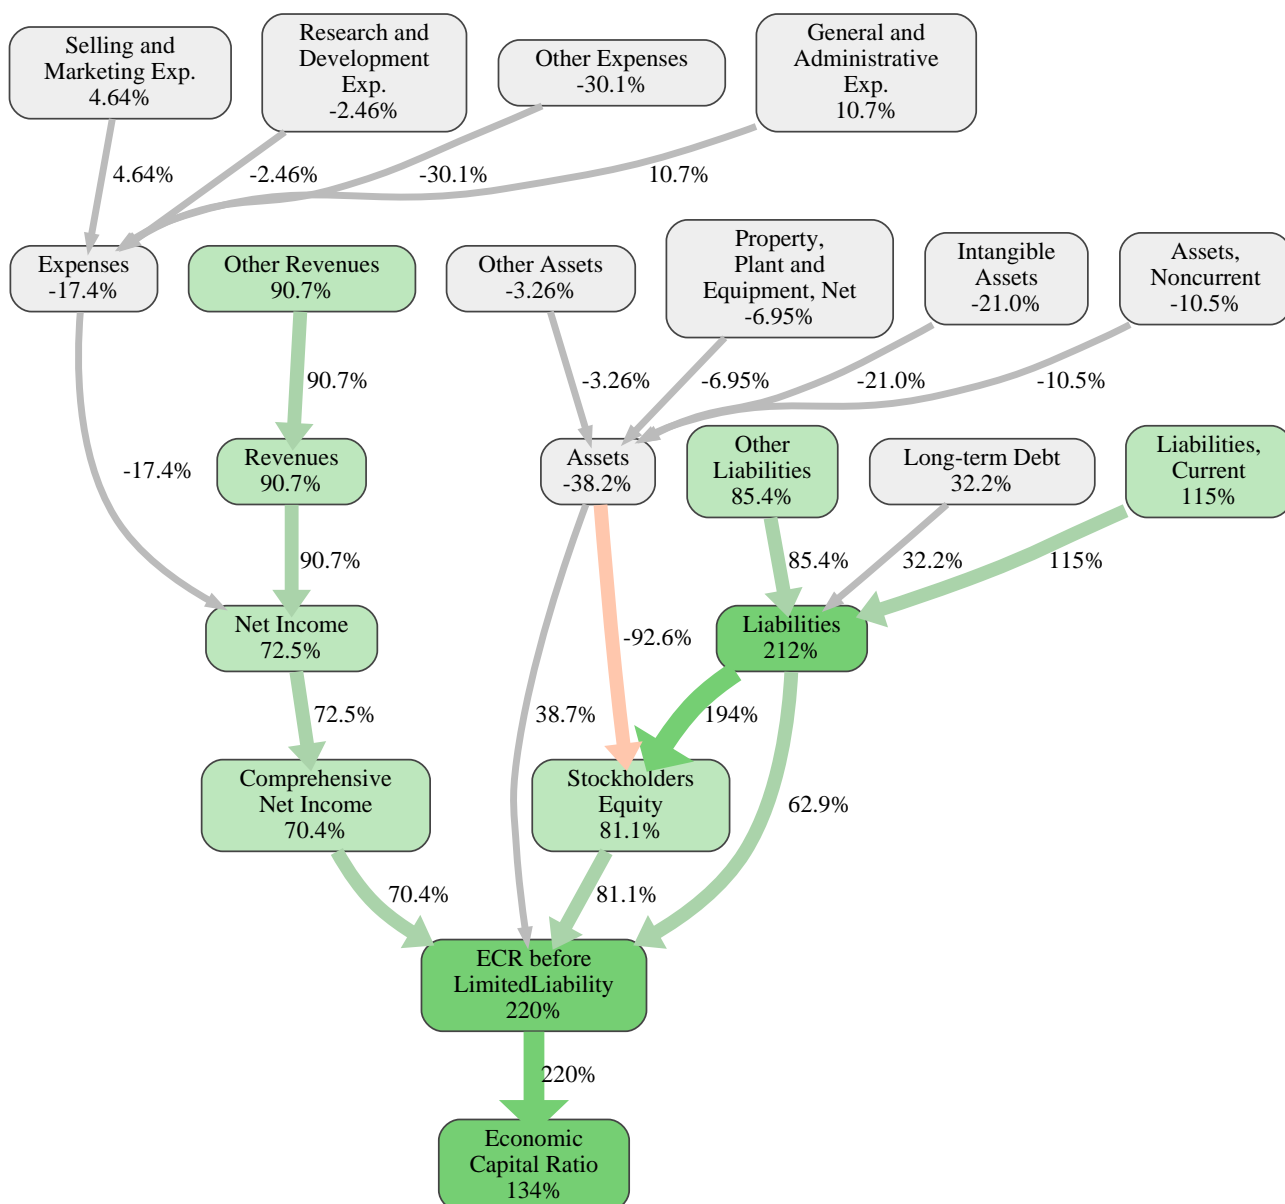 Selling and
Marketing Exp.
4.64%
Research and
Development
Exp.
-2.46%
Other Expenses
-30.1%
General and
Administrative
Exp.
10.7%
4.64%
-2.46%
-30.1%
10.7%
Expenses
-17.4%
Other Revenues
90.7%
Other Assets
-3.26%
Property,
Plant and
Equipment, Net
-6.95%
Intangible
Assets
-21.0%
Assets,
Noncurrent
-10.5%
90.7%
-3.26%
-6.95%
-21.0%
-10.5%
-17.4%
Revenues
90.7%
Assets
-38.2%
Other
Liabilities
85.4%
Long-term Debt
32.2%
Liabilities,
Current
115%
90.7%
85.4%
32.2%
115%
Net Income
72.5%
-92.6%
Liabilities
212%
72.5%
38.7%
194%
Comprehensive
Net Income
70.4%
Stockholders
Equity
81.1%
62.9%
70.4%
81.1%
ECR before
LimitedLiability
220%
220%
Economic
Capital Ratio
134%